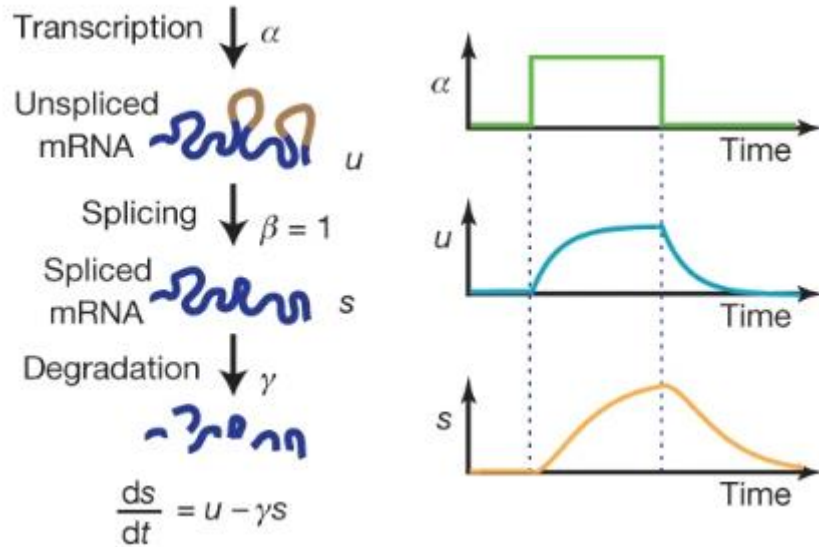 Transcription α
Unspliced
mRNA
u
Splicing β = 1
Spliced
mRNA
s
Degradation γ
ds/dt = u − γs
α
Time
u
Time
s
Time